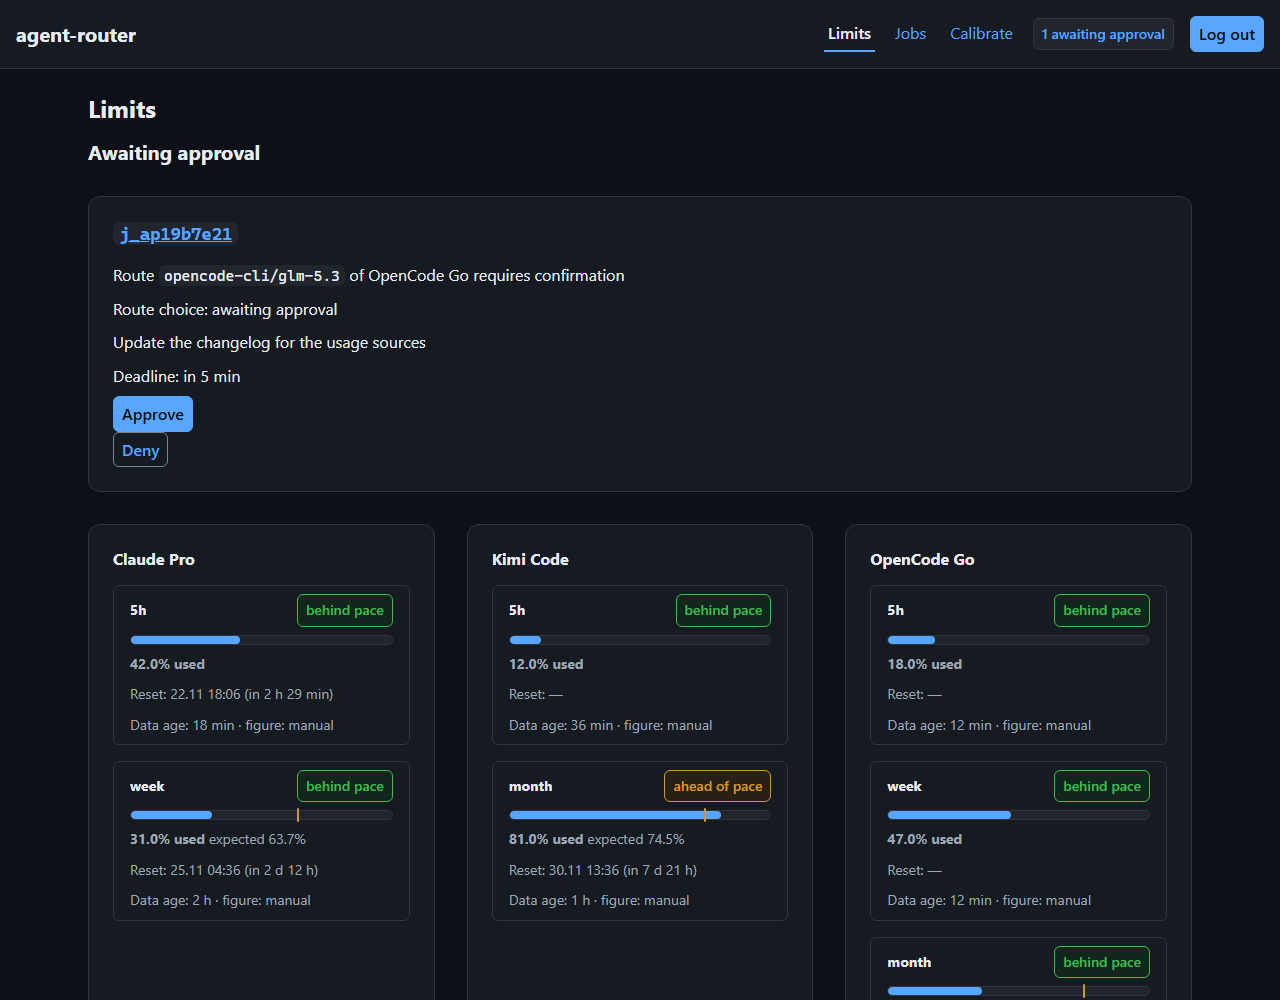 agent-router
Limits
Jobs
Calibrate
1 awaiting approval
Log out
Limits
Awaiting approval
j_ap19b7e21
Route opencode-cli/glm-5.3 of OpenCode Go requires confirmation
Route choice: awaiting approval
Update the changelog for the usage sources
Deadline: in 5 min
Approve
Deny
Claude Pro
5h
behind pace
42.0% used
Reset: 22.11 18:06 (in 2 h 29 min)
Data age: 18 min · figure: manual
week
behind pace
31.0% used expected 63.7%
Reset: 25.11 04:36 (in 2 d 12 h)
Data age: 2 h · figure: manual
Kimi Code
5h
behind pace
12.0% used
Reset: —
Data age: 36 min · figure: manual
month
ahead of pace
81.0% used expected 74.5%
Reset: 30.11 13:36 (in 7 d 21 h)
Data age: 1 h · figure: manual
OpenCode Go
5h
behind pace
18.0% used
Reset: —
Data age: 12 min · figure: manual
week
behind pace
47.0% used
Reset: —
Data age: 12 min · figure: manual
month
behind pace